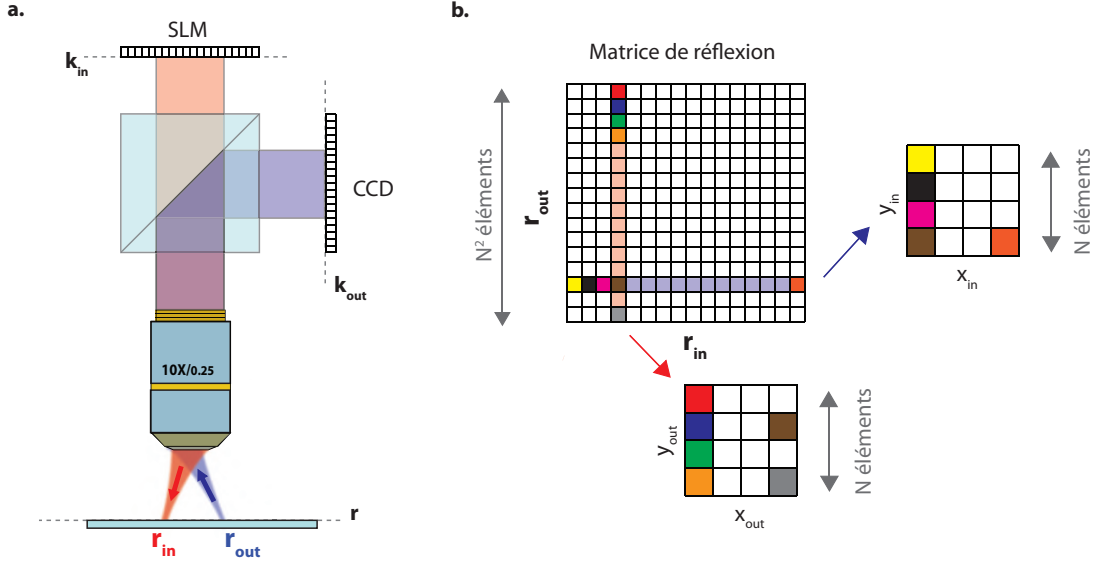 a.
SLM
k_in
CCD
k_out
10X/0.25
r
r_in
r_out
b.
Matrice de réflexion
N² éléments
r_out
r_in
y_in
N éléments
x_in
y_out
N éléments
x_out